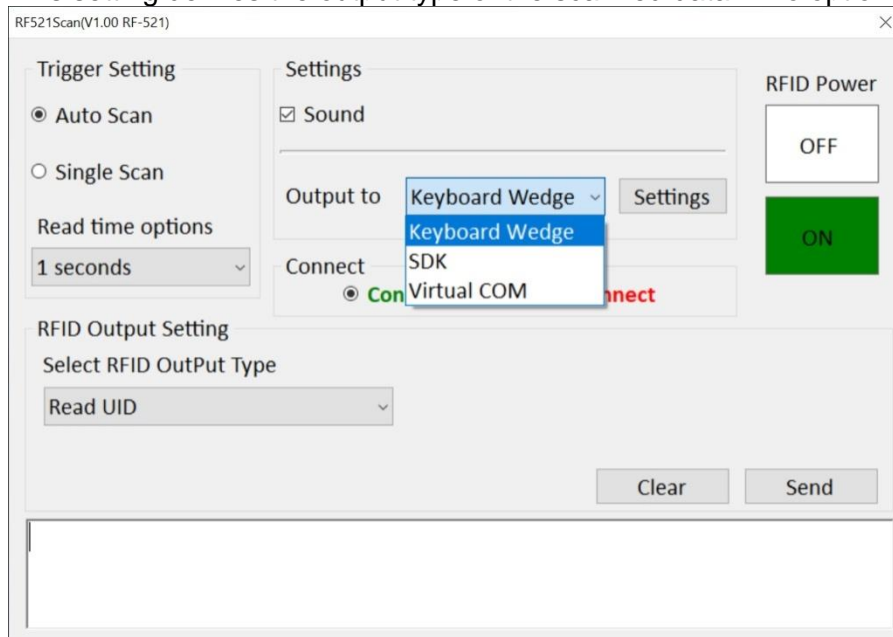 RF521Scan(V1.00 RF-521)
Trigger Setting
Auto Scan
Single Scan
Read time options
1 seconds
Settings
Sound
Output to
Keyboard Wedge
Settings
Keyboard Wedge
SDK
Virtual COM
Connect
RFID Power
OFF
ON
RFID Output Setting
Select RFID OutPut Type
Read UID
Clear
Send